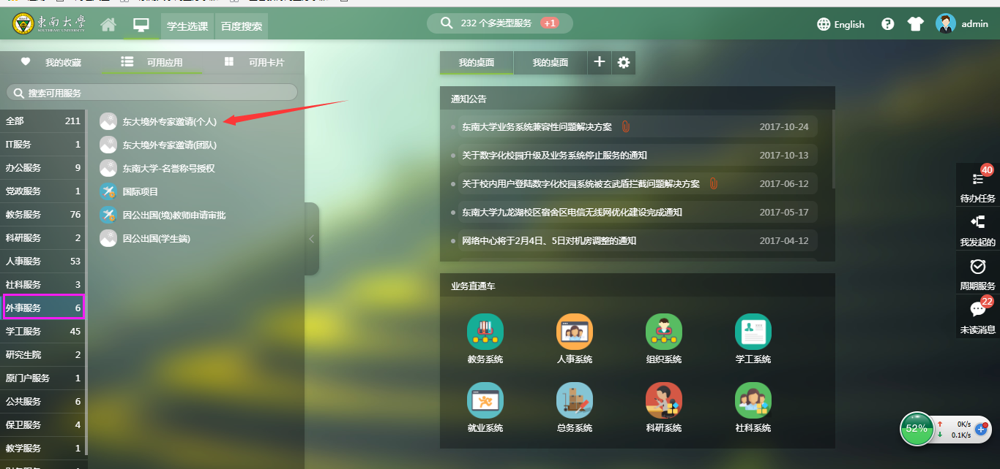 東南大學
SOUTHEAST UNIVERSITY
学生选课
百度搜索
232 个多类型服务
+1
English
admin
我的收藏
可用应用
可用卡片
搜索可用服务
全部 211
IT服务 1
办公服务 9
党政服务 1
教务服务 76
科研服务 2
人事服务 53
社科服务 3
外事服务 6
学工服务 45
研究生院 2
原门户服务 1
公共服务 6
保卫服务 4
教学服务 1
东大境外专家邀请(个人)
东大境外专家邀请(团队)
东南大学-名誉称号授权
国际项目
因公出国(境)教师申请审批
因公出国(学生端)
我的桌面
我的桌面
通知公告
东南大学业务系统兼容性问题解决方案 2017-10-24
关于数字化校园升级及业务系统停止服务的通知 2017-10-13
关于校内用户登陆数字化校园系统被玄武盾拦截问题解决方案 2017-06-12
东南大学九龙湖校区宿舍区电信无线网优化建设完成通知 2017-05-17
网络中心将于2月4日、5日对机房调整的通知 2017-04-12
业务直通车
教务系统
人事系统
组织系统
学工系统
就业系统
总务系统
科研系统
社科系统
40
待办任务
我发起的
周期服务
22
未读消息
52%
0K/s
0.1K/s